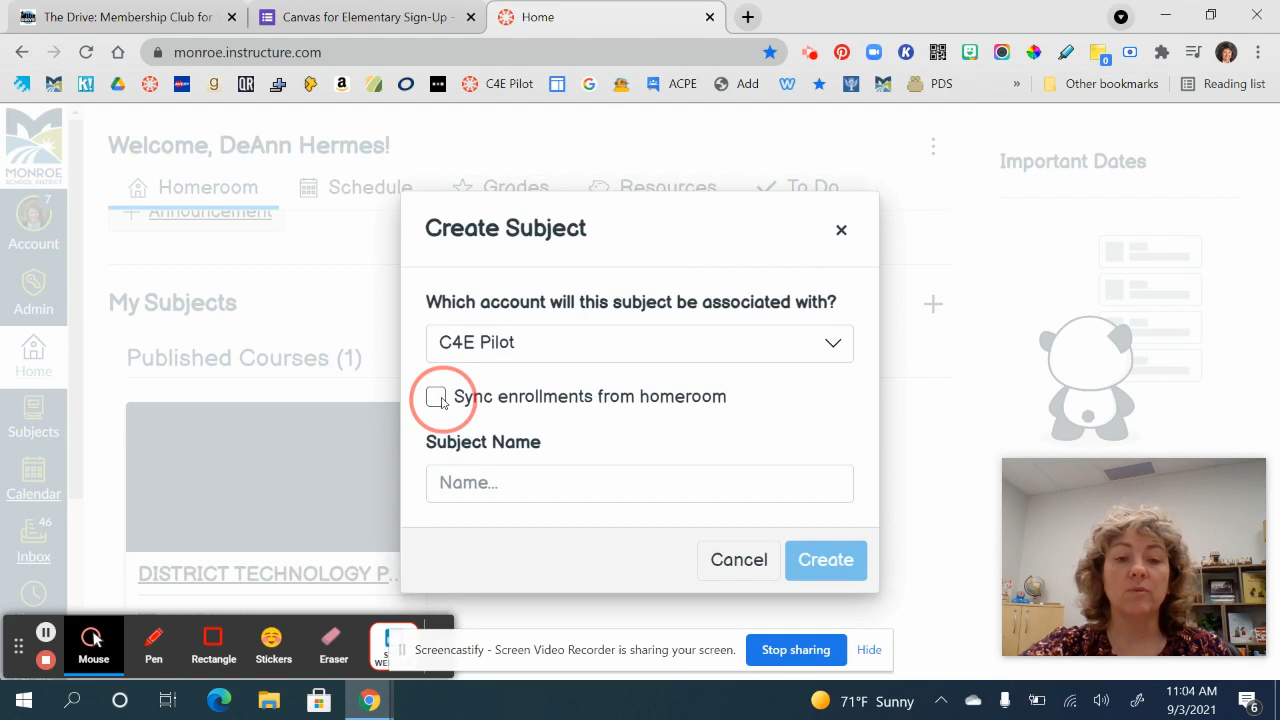 The Drive: Membership Club for
Canvas for Elementary Sign-Up -
Home
monroe.instructure.com
C4E Pilot
ACPE
Add
PDS
»
Other bookmarks
Reading list
MONROE
SCHOOL DISTRICT
7
Account
Admin
Home
Subjects
Calendar
46
Inbox
Welcome, DeAnn Hermes!
Homeroom
Schedule
Grades
Resources
To Do
Announcement
My Subjects
Published Courses (1)
DISTRICT TECHNOLOGY P...
Important Dates
Create Subject
Which account will this subject be associated with?
C4E Pilot
Sync enrollments from homeroom
Subject Name
Name...
Cancel
Create
Mouse
Pen
Rectangle
Stickers
Eraser
Screencastify - Screen Video Recorder is sharing your screen.
Stop sharing
Hide
71°F Sunny
11:04 AM
9/3/2021
6